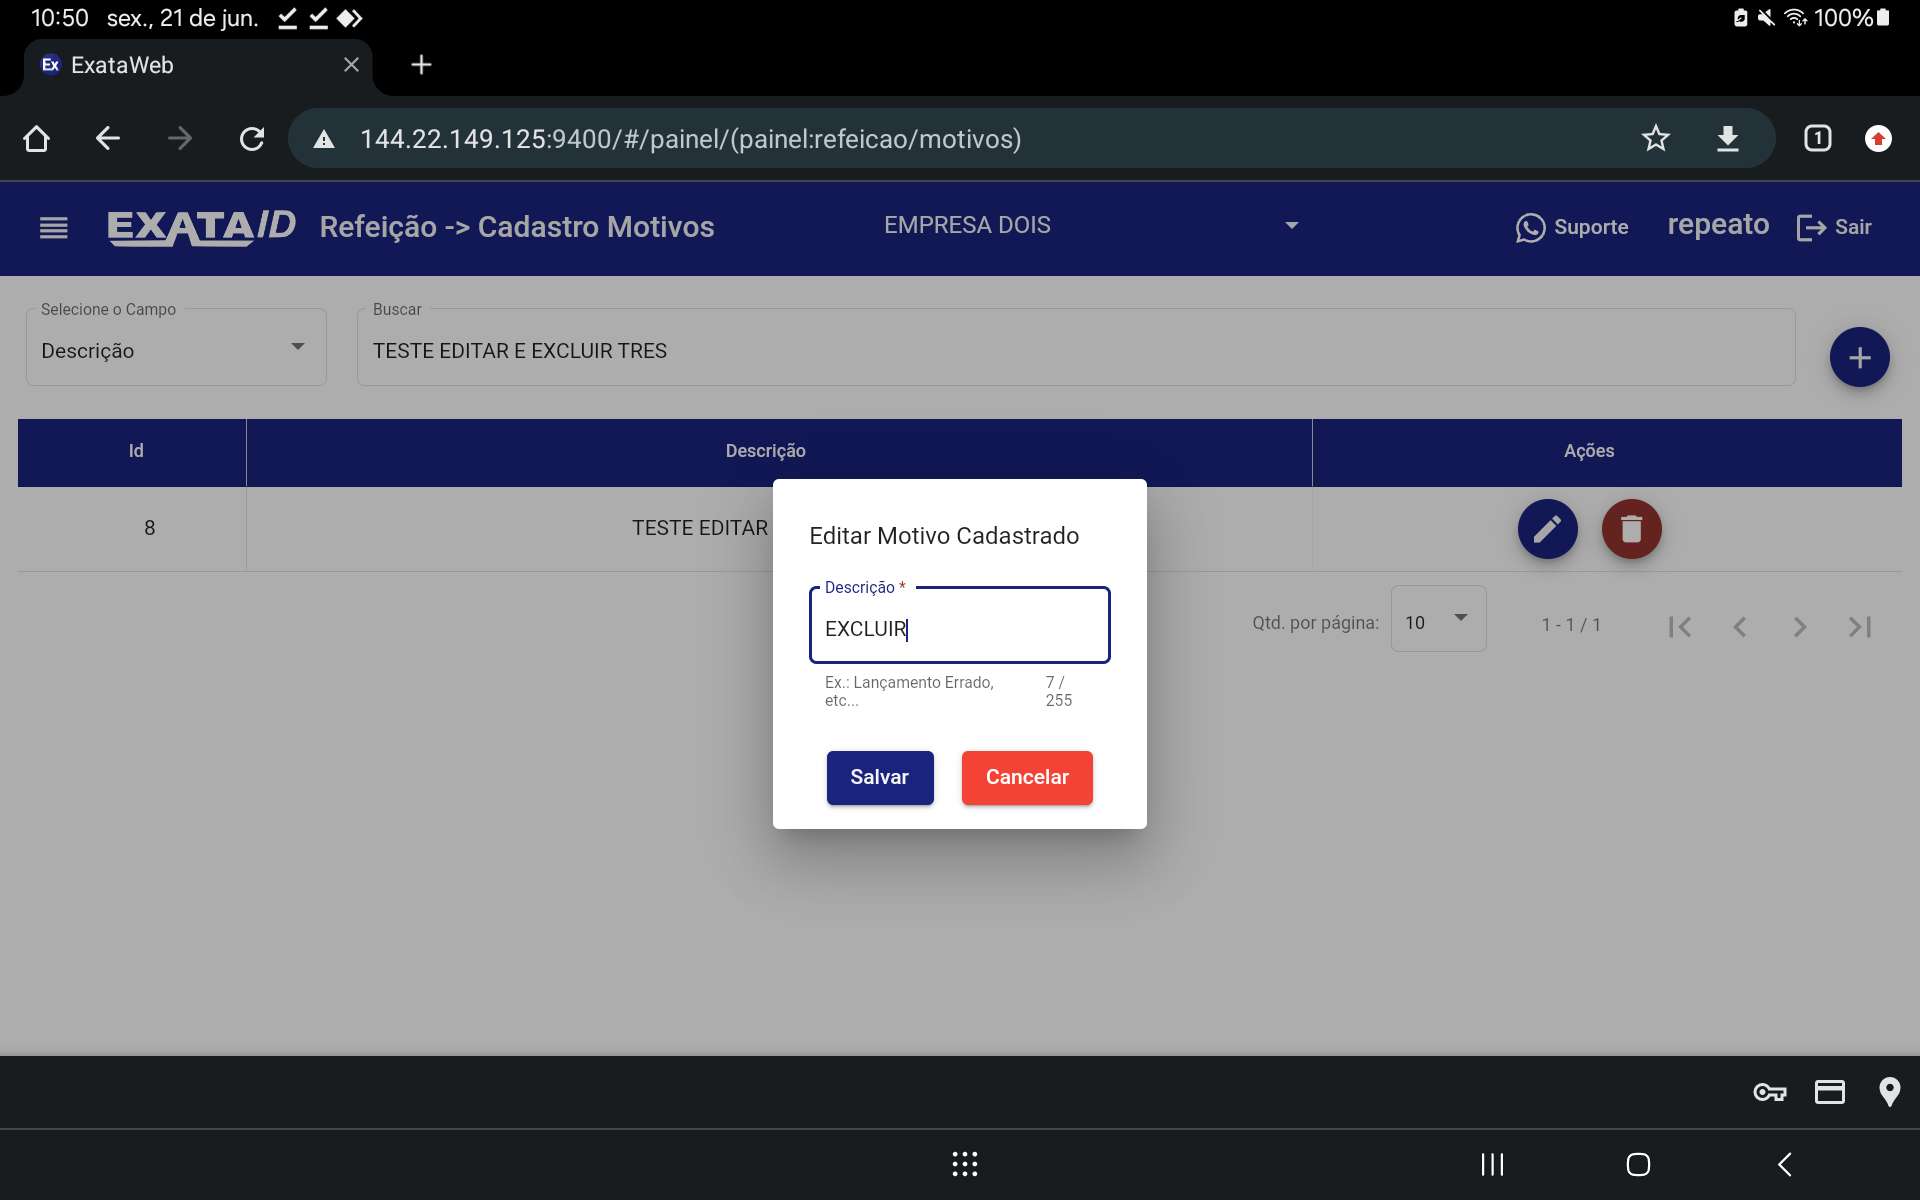 10:50 sex., 21 de jun. 100%
Ex ExataWeb
144.22.149.125:9400/#/painel/(painel:refeicao/motivos) 1
EXATAID Refeição -> Cadastro Motivos EMPRESA DOIS Suporte repeato Sair
Selecione o Campo Buscar
Descrição TESTE EDITAR E EXCLUIR TRES
Id Descrição Ações
8 TESTE EDITAR
Editar Motivo Cadastrado
Descrição *
EXCLUIR
Ex.: Lançamento Errado, etc... 7 / 255
Salvar Cancelar
Qtd. por página: 10 1 - 1 / 1